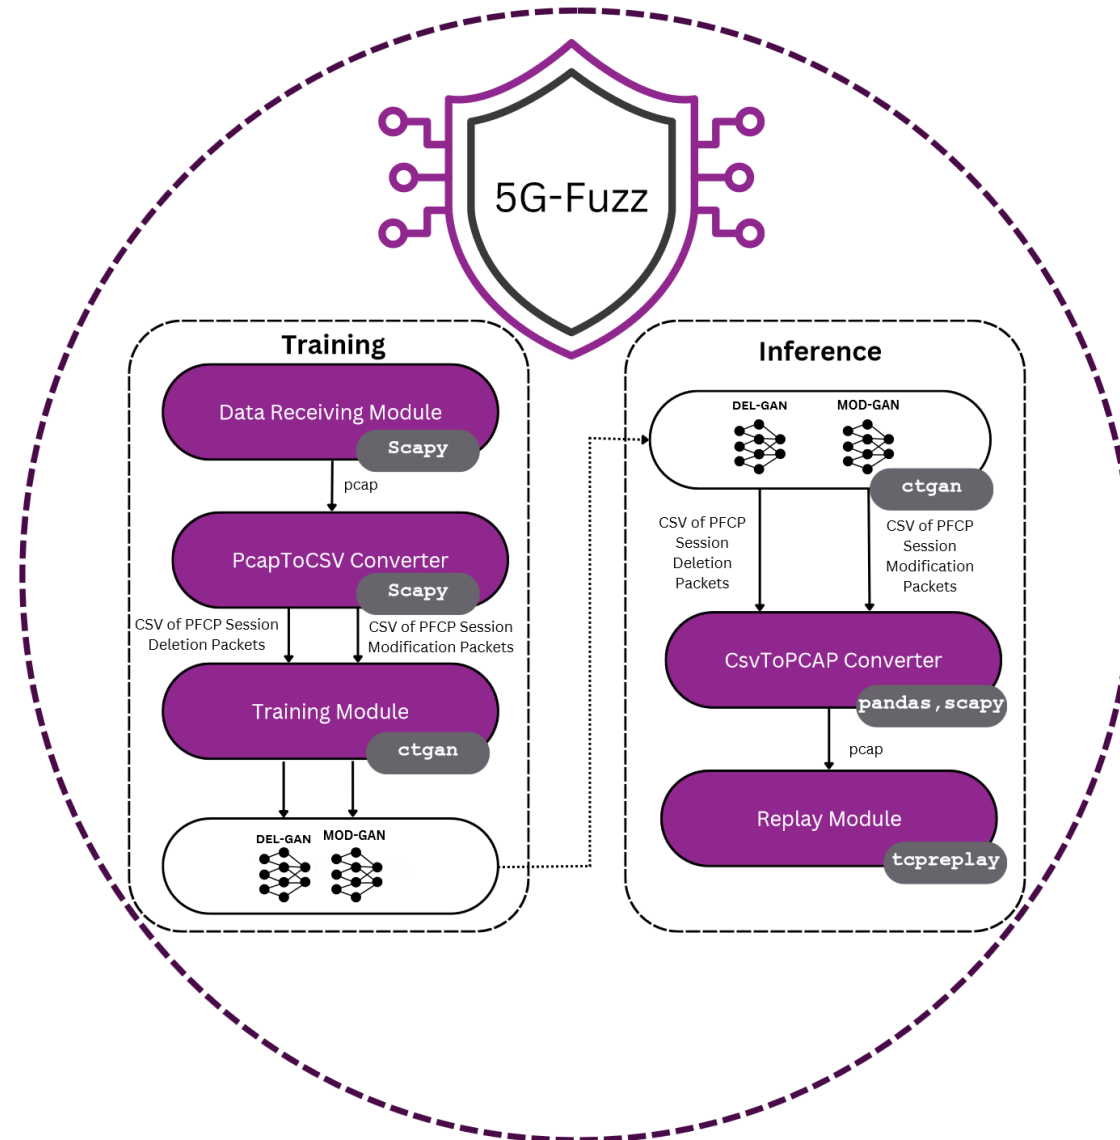 5G-Fuzz
Training
Data Receiving Module
Scapy
pcap
PcapToCSV Converter
Scapy
CSV of PFCP Session
Deletion Packets
CSV of PFCP Session
Modification Packets
Training Module
ctgan
DEL-GAN
MOD-GAN
Inference
DEL-GAN
MOD-GAN
ctgan
CSV of PFCP
Session
Deletion
Packets
CSV of PFCP
Session
Modification
Packets
CsvToPCAP Converter
pandas,scapy
pcap
Replay Module
tcpreplay